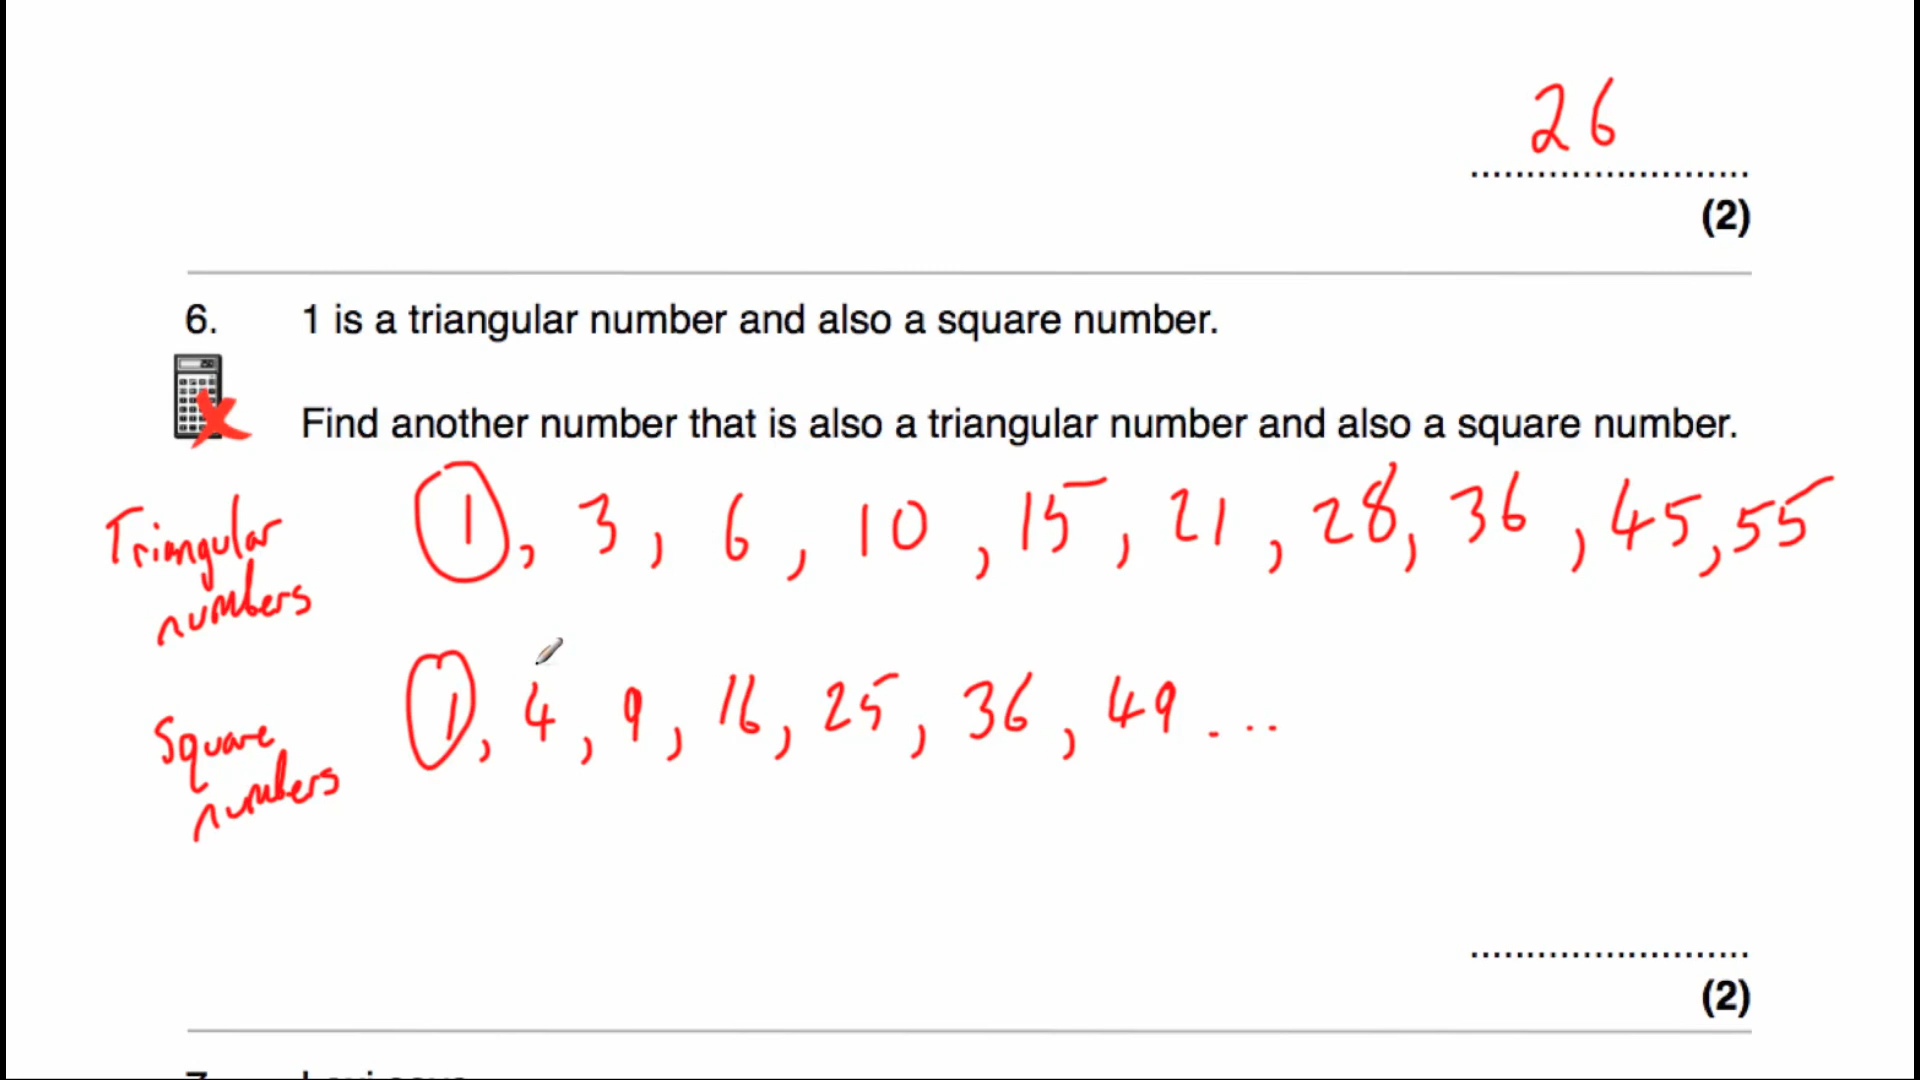 26
.........................
(2)
6. 1 is a triangular number and also a square number.
Find another number that is also a triangular number and also a square number.
Triangular
numbers
1, 3, 6, 10, 15, 21, 28, 36, 45, 55
Square
numbers
1, 4, 9, 16, 25, 36, 49 ...
.........................
(2)